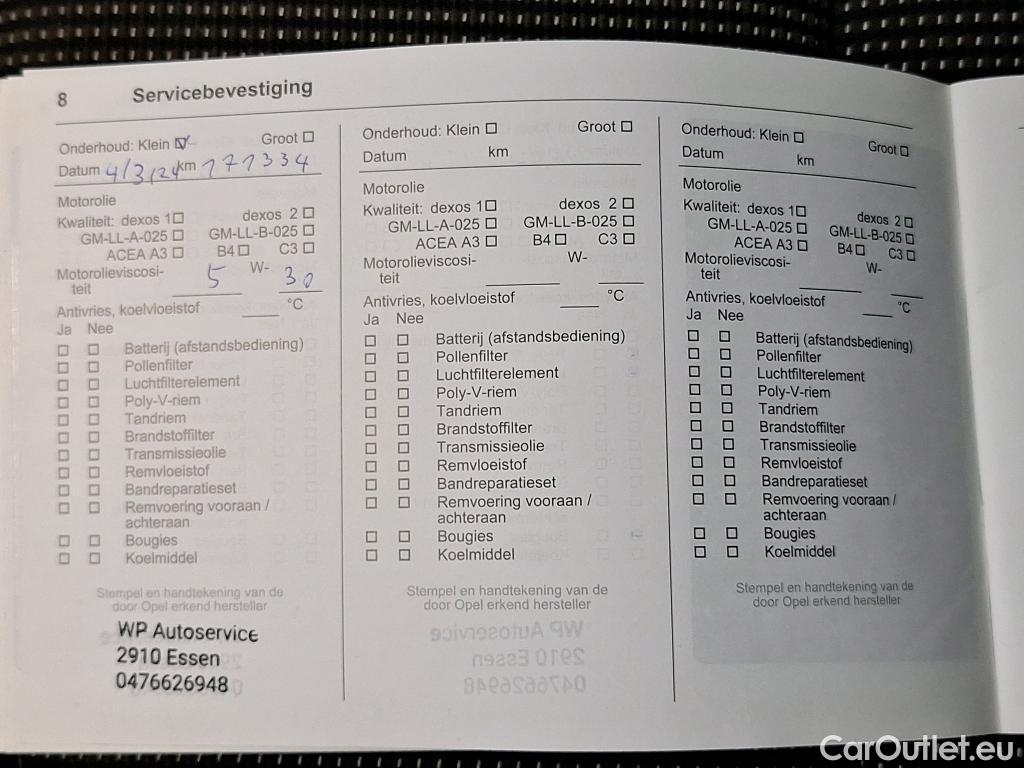 8 Servicebevestiging
Onderhoud: Klein ☑ Groot ☐
Datum 4/3/24 km 171334
Motorolie
Kwaliteit: dexos 1☐ dexos 2☐
GM-LL-A-025 ☐ GM-LL-B-025 ☐
ACEA A3 ☐ B4☐ C3 ☐
Motorolieviscosi-
teit 5 W- 30
Antivries, koelvloeistof ____ °C
Ja Nee
☐ ☐ Batterij (afstandsbediening)
☐ ☐ Pollenfilter
☐ ☐ Luchtfilterelement
☐ ☐ Poly-V-riem
☐ ☐ Tandriem
☐ ☐ Brandstoffilter
☐ ☐ Transmissieolie
☐ ☐ Remvloeistof
☐ ☐ Bandreparatieset
☐ ☐ Remvoering vooraan /
achteraan
☐ ☐ Bougies
☐ ☐ Koelmiddel
Stempel en handtekening van de
door Opel erkend hersteller
WP Autoservice
2910 Essen
0476626948
Onderhoud: Klein ☐ Groot ☐
Datum km
Motorolie
Kwaliteit: dexos 1☐ dexos 2 ☐
GM-LL-A-025 ☐ GM-LL-B-025 ☐
ACEA A3 ☐ B4 ☐ C3 ☐
Motorolieviscosi- W-
teit
Antivries, koelvloeistof ____ °C
Ja Nee
☐ ☐ Batterij (afstandsbediening)
☐ ☐ Pollenfilter
☐ ☐ Luchtfilterelement
☐ ☐ Poly-V-riem
☐ ☐ Tandriem
☐ ☐ Brandstoffilter
☐ ☐ Transmissieolie
☐ ☐ Remvloeistof
☐ ☐ Bandreparatieset
☐ ☐ Remvoering vooraan /
achteraan
☐ ☐ Bougies
☐ ☐ Koelmiddel
Stempel en handtekening van de
door Opel erkend hersteller
Onderhoud: Klein ☐ Groot ☐
Datum km
Motorolie
Kwaliteit: dexos 1☐ dexos 2☐
GM-LL-A-025 ☐ GM-LL-B-025 ☐
ACEA A3 ☐ B4☐ C3 ☐
Motorolieviscosi- W-
teit
Antivries, koelvloeistof ____ °C
Ja Nee
☐ ☐ Batterij (afstandsbediening)
☐ ☐ Pollenfilter
☐ ☐ Luchtfilterelement
☐ ☐ Poly-V-riem
☐ ☐ Tandriem
☐ ☐ Brandstoffilter
☐ ☐ Transmissieolie
☐ ☐ Remvloeistof
☐ ☐ Bandreparatieset
☐ ☐ Remvoering vooraan /
achteraan
☐ ☐ Bougies
☐ ☐ Koelmiddel
Stempel en handtekening van de
door Opel erkend hersteller
CarOutlet.eu